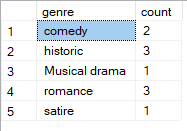 genre count
1 comedy 2
2 historic 3
3 Musical drama 1
4 romance 3
5 satire 1